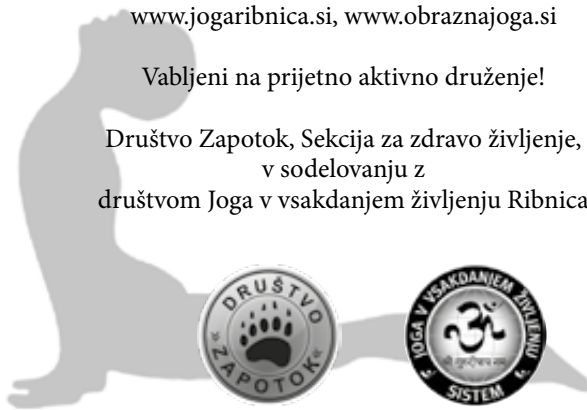 www.jogaribnica.si, www.obraznajoga.si
Vabljeni na prijetno aktivno druženje!
Društvo Zapotok, Sekcija za zdravo življenje,
v sodelovanju z
društvom Joga v vsakdanjem življenju Ribnica
DRUŠTVO
»ZAPOTOK«
JOGA V VSAKDANJEM ŽIVLJENJU
SISTEM
ॐ